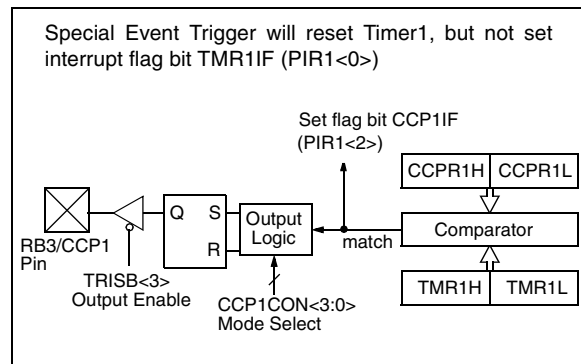 Special Event Trigger will reset Timer1, but not set
interrupt flag bit TMR1IF (PIR1<0>)
Set flag bit CCP1IF
(PIR1<2>)
CCPR1H CCPR1L
Q S
R
Output
Logic
match
Comparator
RB3/CCP1
Pin
TRISB<3>
Output Enable
CCP1CON<3:0>
Mode Select
TMR1H TMR1L